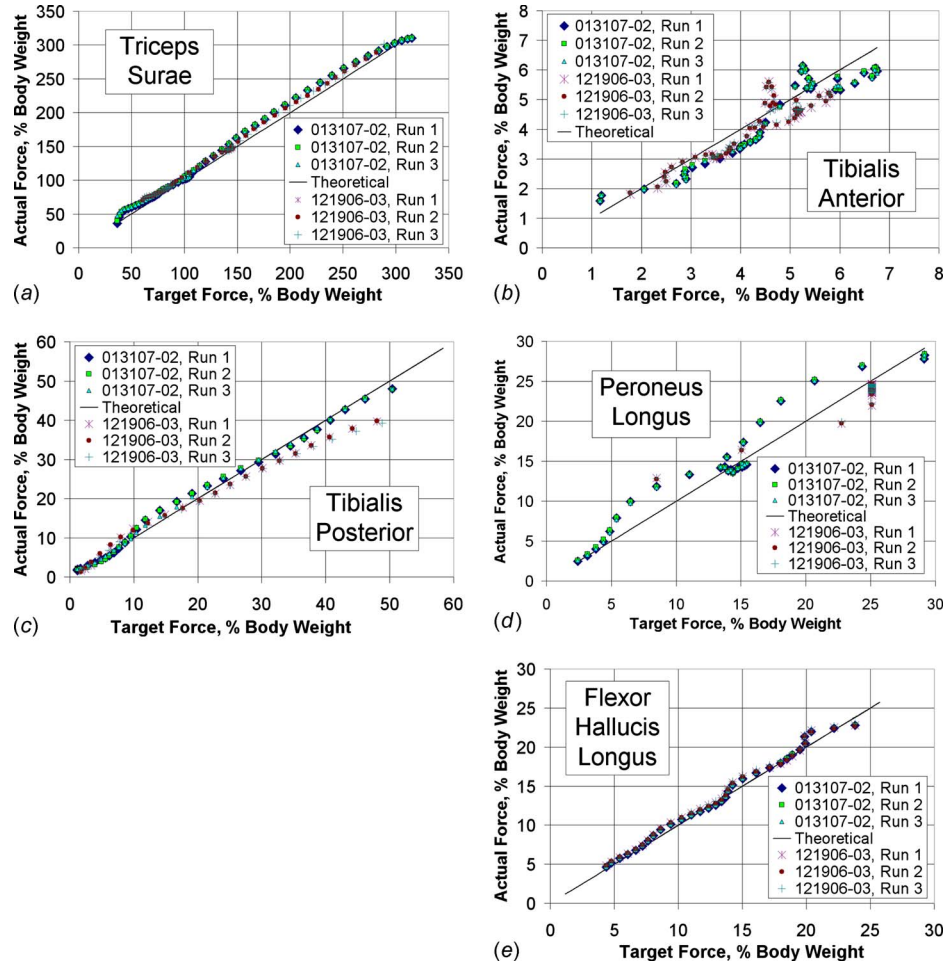 Triceps
Surae
Actual Force, % Body Weight
350
300
250
200
150
100
50
0
013107-02, Run 1
013107-02, Run 2
013107-02, Run 3
Theoretical
121906-03, Run 1
121906-03, Run 2
121906-03, Run 3
0 50 100 150 200 250 300 350
Target Force, % Body Weight
(a)
Actual Force, % Body Weight
8
7
6
5
4
3
2
1
0
013107-02, Run 1
013107-02, Run 2
013107-02, Run 3
121906-03, Run 1
121906-03, Run 2
121906-03, Run 3
Theoretical
Tibialis
Anterior
0 1 2 3 4 5 6 7 8
Target Force, % Body Weight
(b)
Actual Force, % Body Weight
60
50
40
30
20
10
0
013107-02, Run 1
013107-02, Run 2
013107-02, Run 3
Theoretical
121906-03, Run 1
121906-03, Run 2
121906-03, Run 3
Tibialis
Posterior
0 10 20 30 40 50 60
Target Force, % Body Weight
(c)
Actual Force, % Body Weight
30
25
20
15
10
5
0
Peroneus
Longus
013107-02, Run 1
013107-02, Run 2
013107-02, Run 3
Theoretical
121906-03, Run 1
121906-03, Run 2
121906-03, Run 3
0 5 10 15 20 25 30
Target Force, % Body Weight
(d)
Actual Force, % Body Weight
30
25
20
15
10
5
0
Flexor
Hallucis
Longus
013107-02, Run 1
013107-02, Run 2
013107-02, Run 3
Theoretical
121906-03, Run 1
121906-03, Run 2
121906-03, Run 3
0 5 10 15 20 25 30
Target Force, % Body Weight
(e)